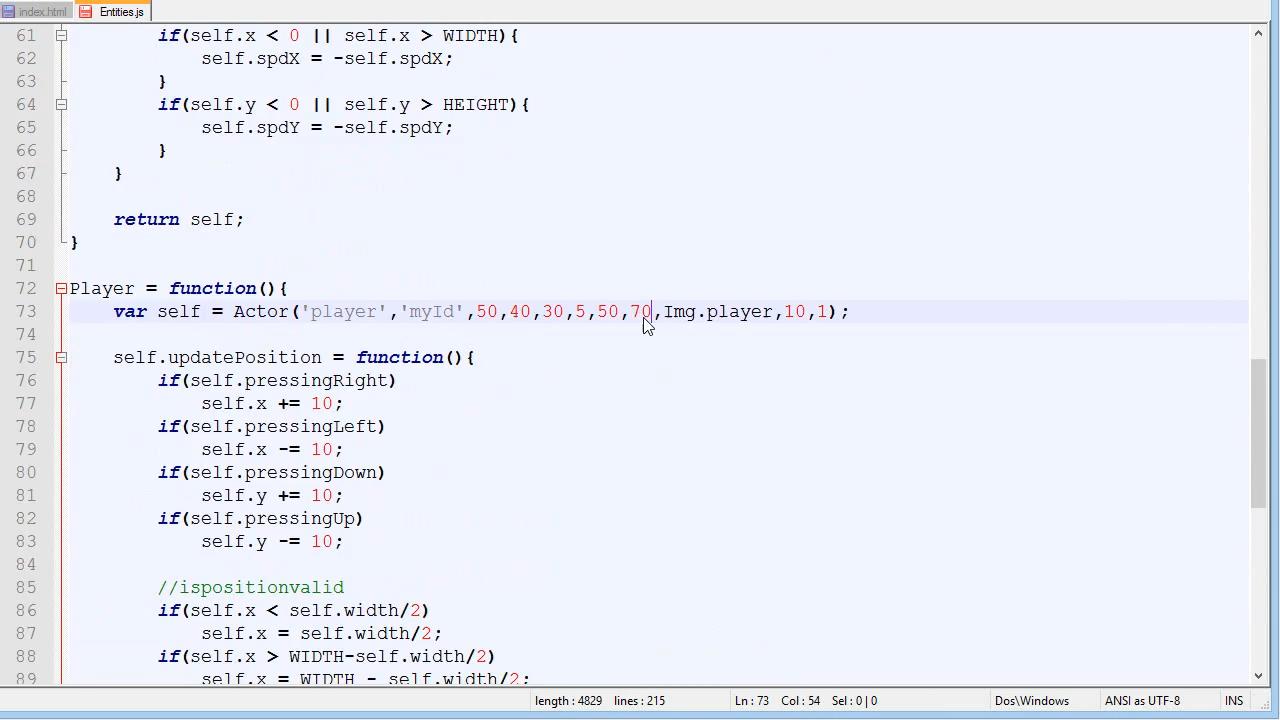 index.html Entities.js
61 if(self.x < 0 || self.x > WIDTH){
62 self.spdX = -self.spdX;
63 }
64 if(self.y < 0 || self.y > HEIGHT){
65 self.spdY = -self.spdY;
66 }
67 }
68
69 return self;
70 }
71
72 Player = function(){
73 var self = Actor('player','myId',50,40,30,5,50,70,Img.player,10,1);
74
75 self.updatePosition = function(){
76 if(self.pressingRight)
77 self.x += 10;
78 if(self.pressingLeft)
79 self.x -= 10;
80 if(self.pressingDown)
81 self.y += 10;
82 if(self.pressingUp)
83 self.y -= 10;
84
85 //ispositionvalid
86 if(self.x < self.width/2)
87 self.x = self.width/2;
88 if(self.x > WIDTH-self.width/2)
89 self.x = WIDTH - self.width/2;
length : 4829 lines : 215 Ln : 73 Col : 54 Sel : 0 | 0 Dos\Windows ANSI as UTF-8 INS